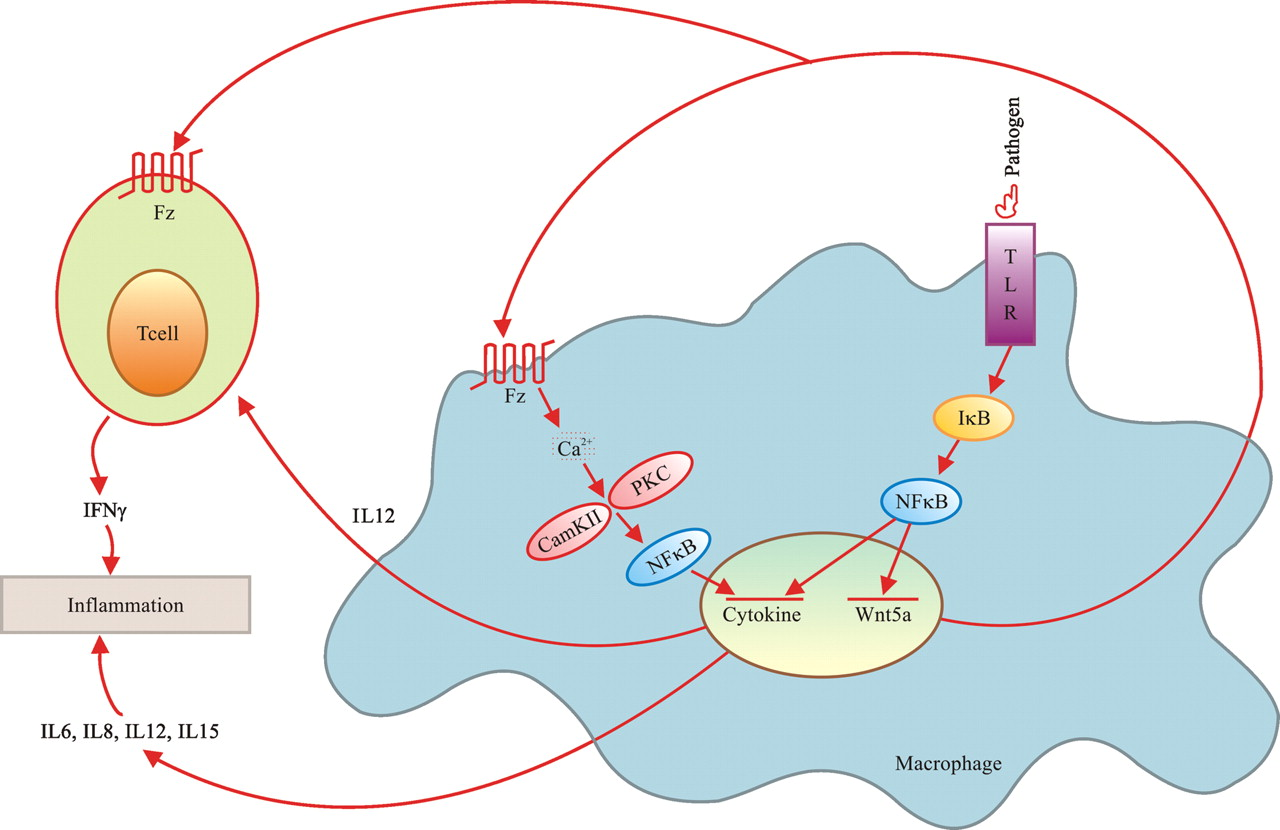 Pathogen
Fz
T
L
R
Tcell
Fz
IκB
Ca2+
PKC
NFκB
CamKII
IFNγ
IL12
NFκB
Inflammation
Cytokine
Wnt5a
IL6, IL8, IL12, IL15
Macrophage